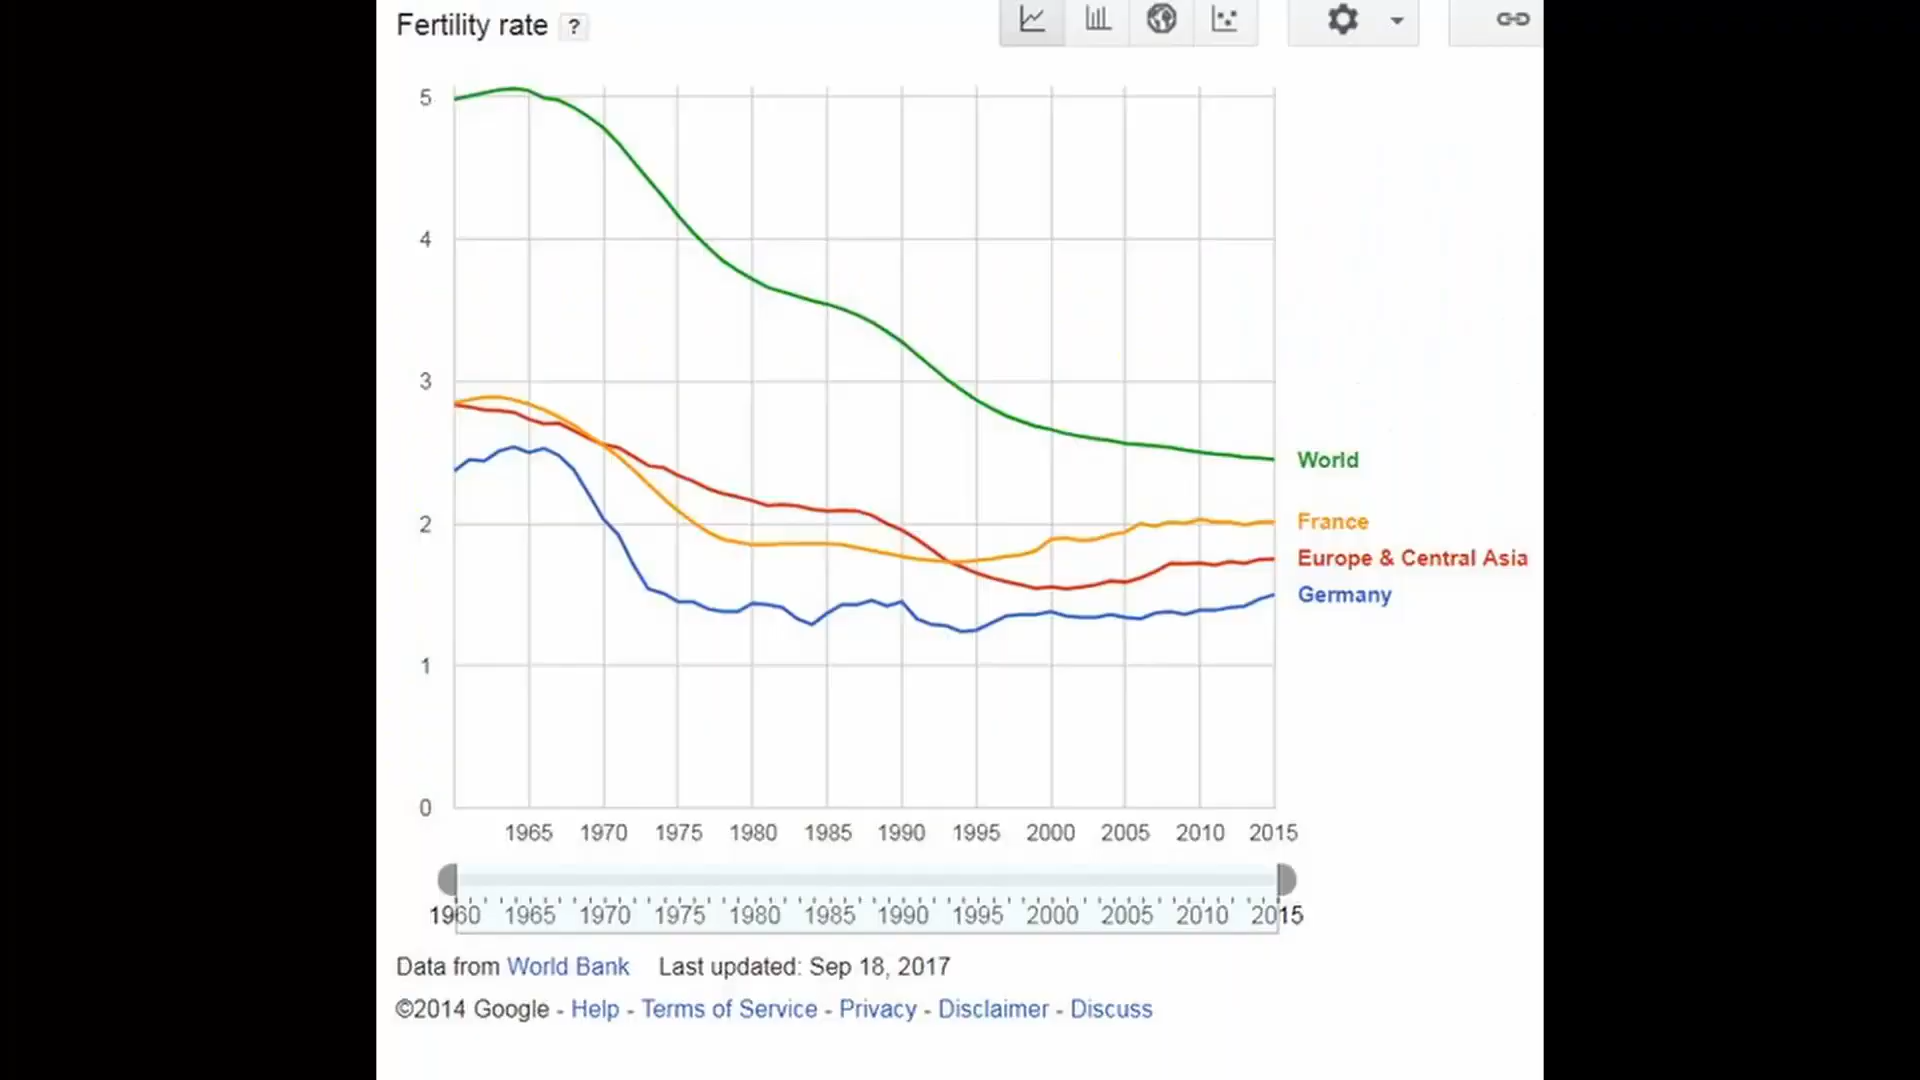 Fertility rate ?
5
4
3
2
1
0
World
France
Europe & Central Asia
Germany
1965 1970 1975 1980 1985 1990 1995 2000 2005 2010 2015
1960 1965 1970 1975 1980 1985 1990 1995 2000 2005 2010 2015
Data from World Bank Last updated: Sep 18, 2017
©2014 Google - Help - Terms of Service - Privacy - Disclaimer - Discuss